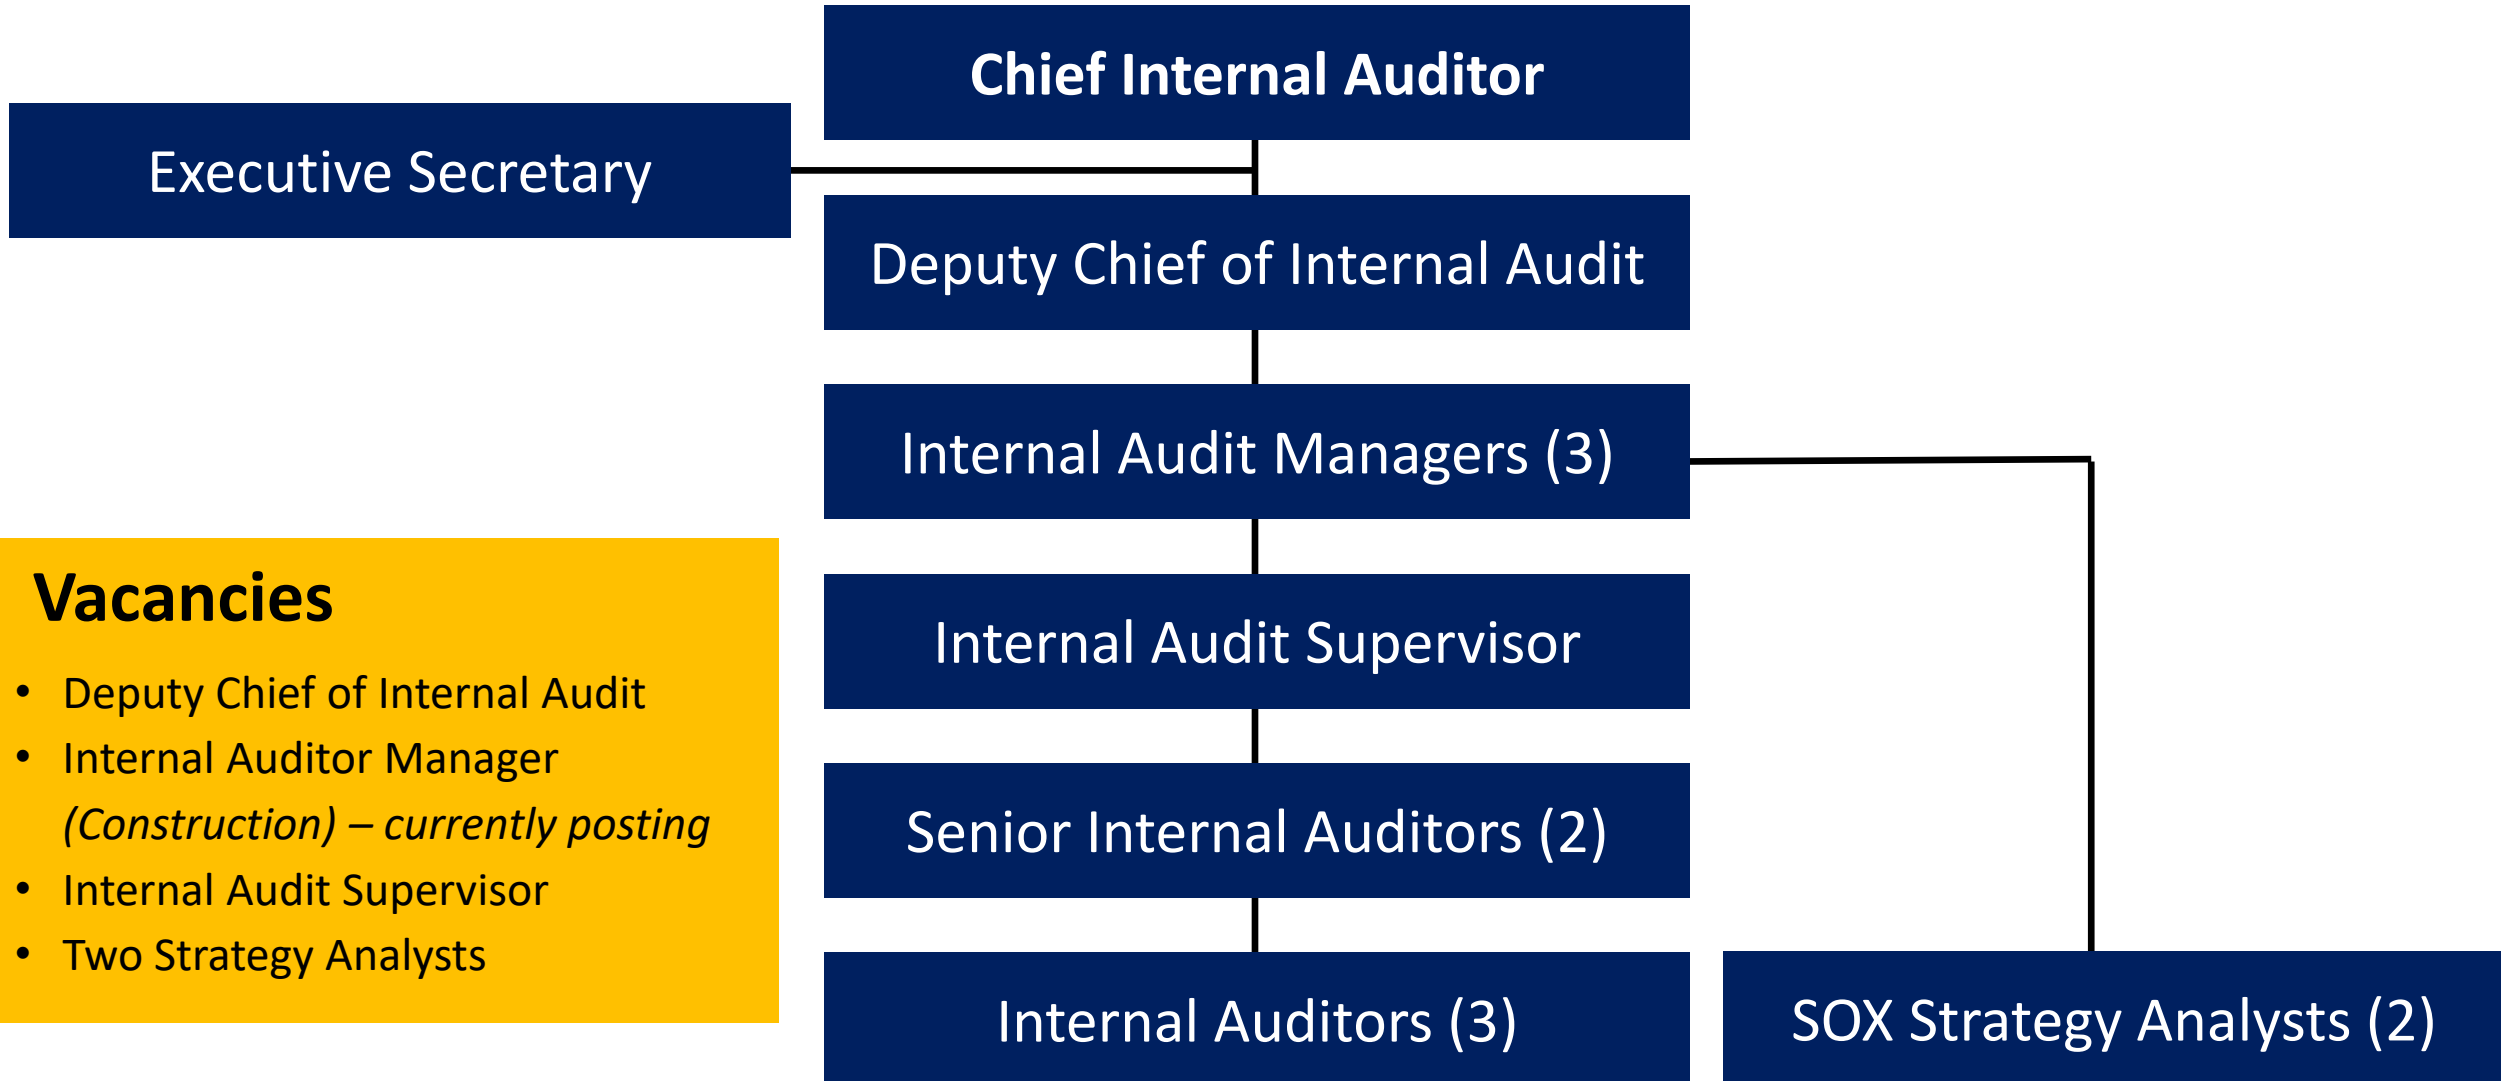 Chief Internal Auditor
Executive Secretary
Deputy Chief of Internal Audit
Internal Audit Managers (3)
Vacancies
• Deputy Chief of Internal Audit
• Internal Auditor Manager
(Construction) – currently posting
• Internal Audit Supervisor
• Two Strategy Analysts
Internal Audit Supervisor
Senior Internal Auditors (2)
Internal Auditors (3)
SOX Strategy Analysts (2)